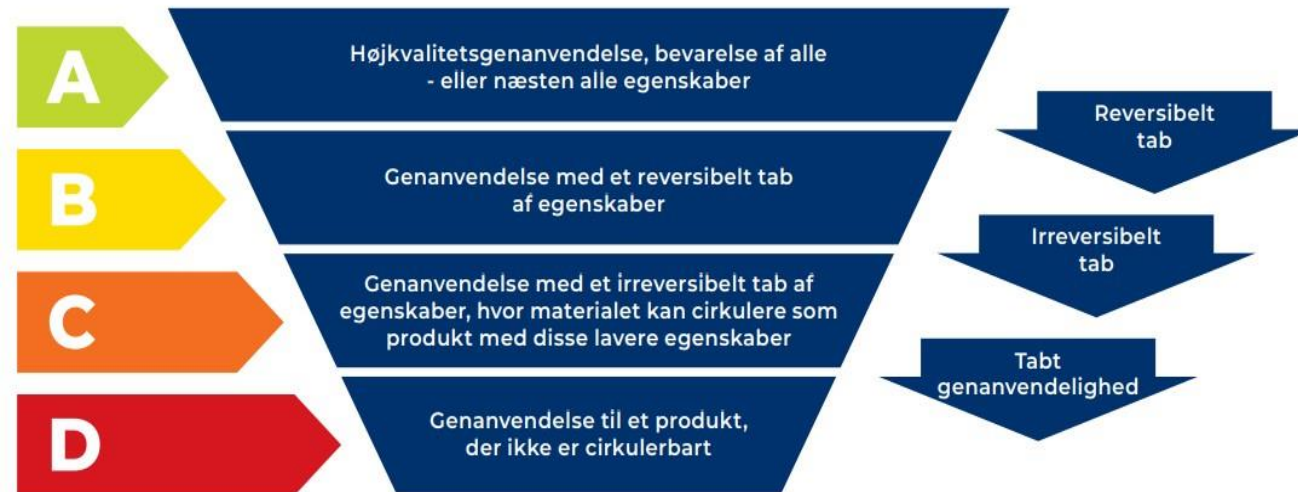 A
Højkvalitetsgenanvendelse, bevarelse af alle
- eller næsten alle egenskaber
Reversibelt
tab
B
Genanvendelse med et reversibelt tab
af egenskaber
Irreversibelt
tab
C
Genanvendelse med et irreversibelt tab af
egenskaber, hvor materialet kan cirkulere som
produkt med disse lavere egenskaber
Tabt
genanvendelighed
D
Genanvendelse til et produkt,
der ikke er cirkulerbart